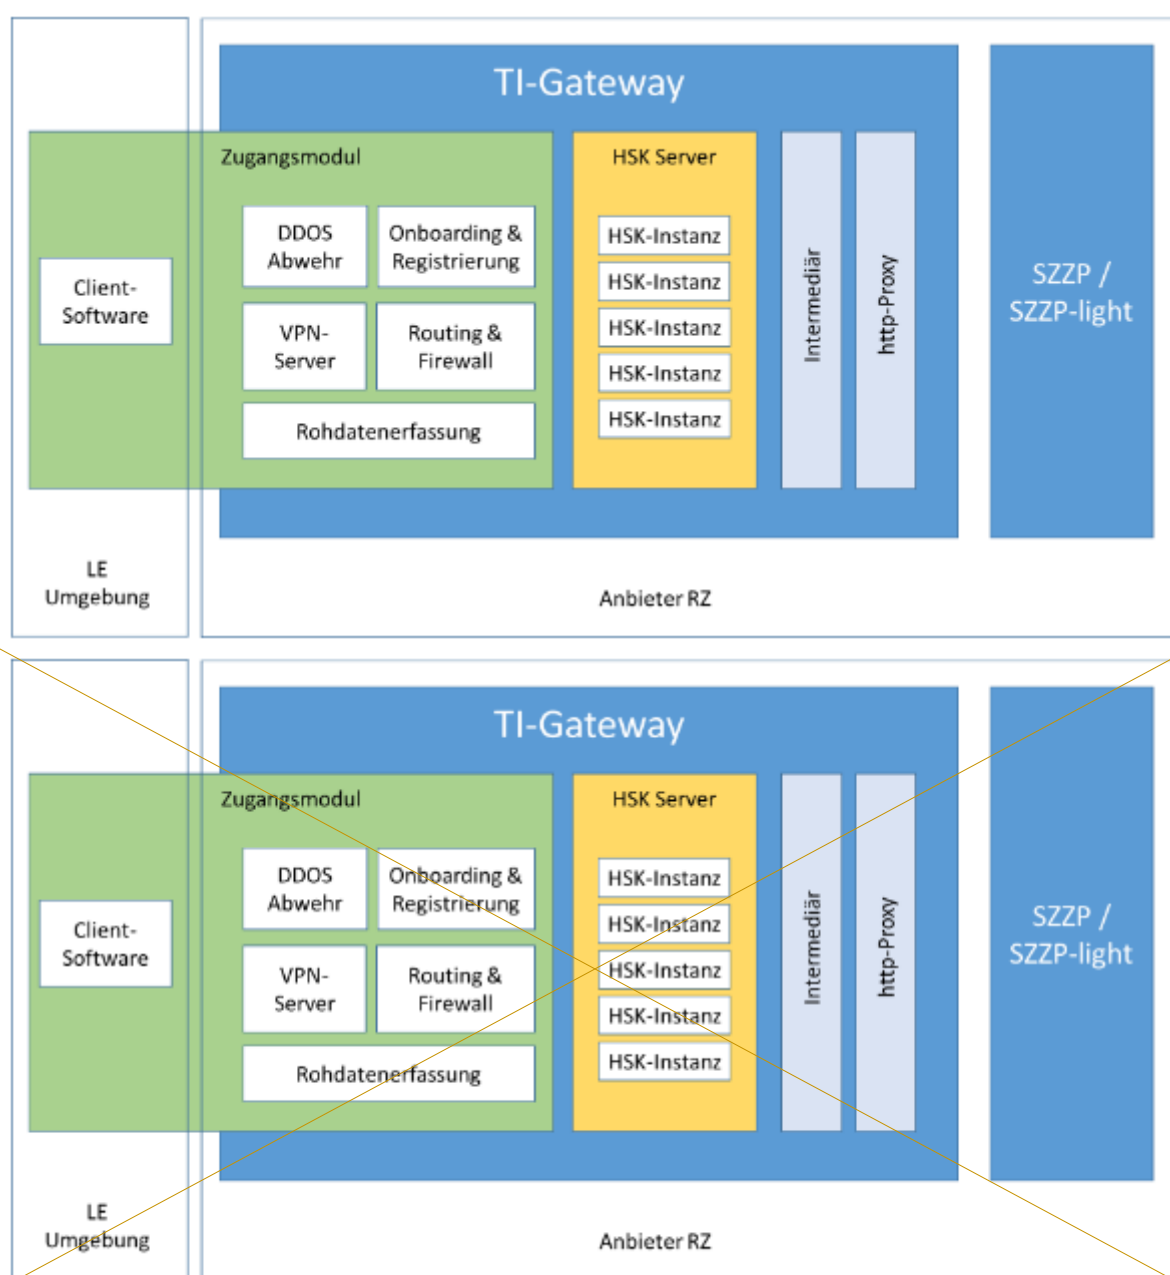 TI-Gateway
Zugangsmodul
HSK Server
DDOS
Abwehr
Onboarding &
Registrierung
HSK-Instanz
HSK-Instanz
HSK-Instanz
HSK-Instanz
HSK-Instanz
Client-
Software
VPN-
Server
Routing &
Firewall
Rohdatenerfassung
Intermediär
http-Proxy
SZZP /
SZZP-light
LE
Umgebung
Anbieter RZ
TI-Gateway
Zugangsmodul
HSK Server
DDOS
Abwehr
Onboarding &
Registrierung
HSK-Instanz
HSK-Instanz
HSK-Instanz
HSK-Instanz
HSK-Instanz
Client-
Software
VPN-
Server
Routing &
Firewall
Rohdatenerfassung
Intermediär
http-Proxy
SZZP /
SZZP-light
LE
Umgebung
Anbieter RZ